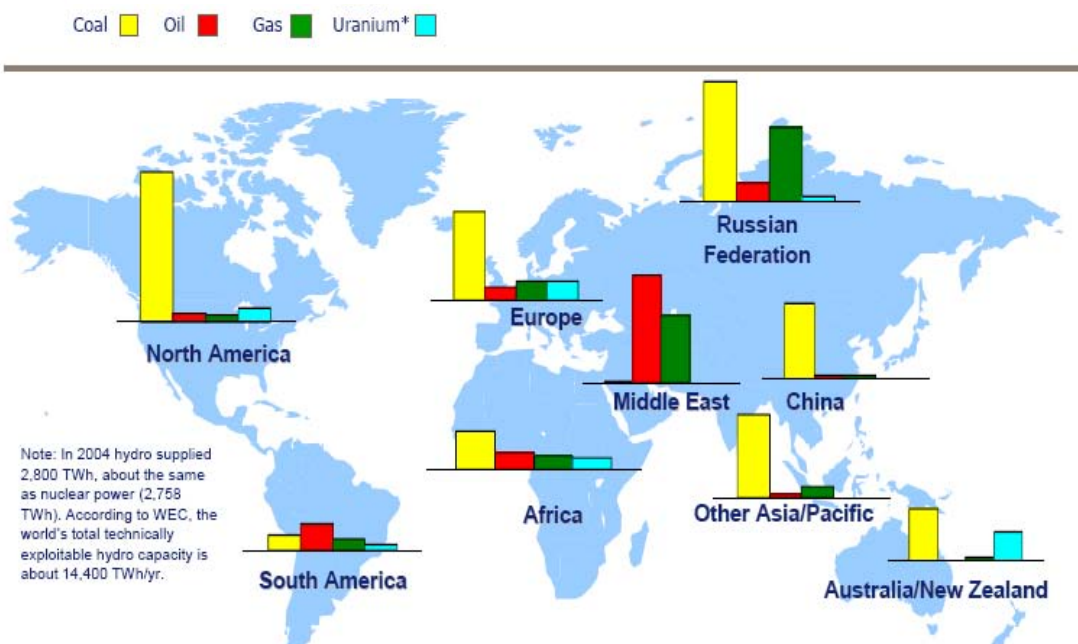 Coal Oil Gas Uranium*
Russian
Federation
Europe
North America
Middle East
China
Note: In 2004 hydro supplied
2,800 TWh, about the same
as nuclear power (2,758
TWh). According to WEC, the
world's total technically
exploitable hydro capacity is
about 14,400 TWh/yr.
Africa
Other Asia/Pacific
South America
Australia/New Zealand